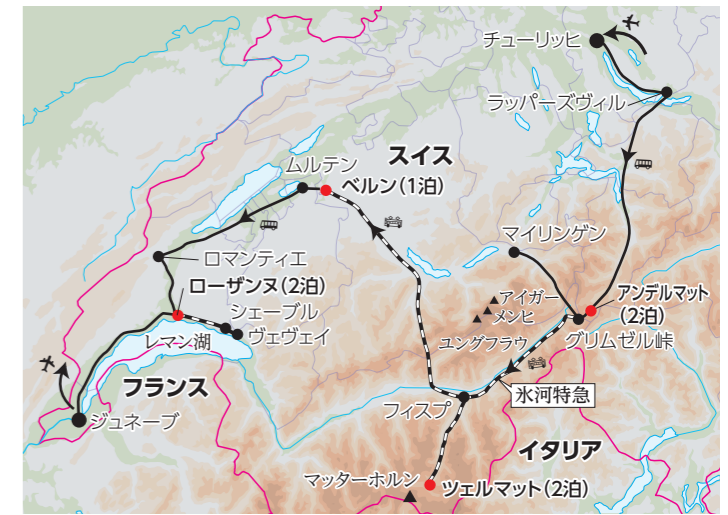 チューリッヒ
ラッパーズヴィル
スイス
ムルテン
ベルン(1泊)
マイリンゲン
ロマンティエ
ローザンヌ(2泊)
シェーブル
ヴェヴェイ
レマン湖
アイガー
メンヒ
ユングフラウ
アンデルマット
(2泊)
グリムゼル峠
フランス
ジュネーブ
フィスプ
氷河特急
イタリア
マッターホルン
ツェルマット(2泊)